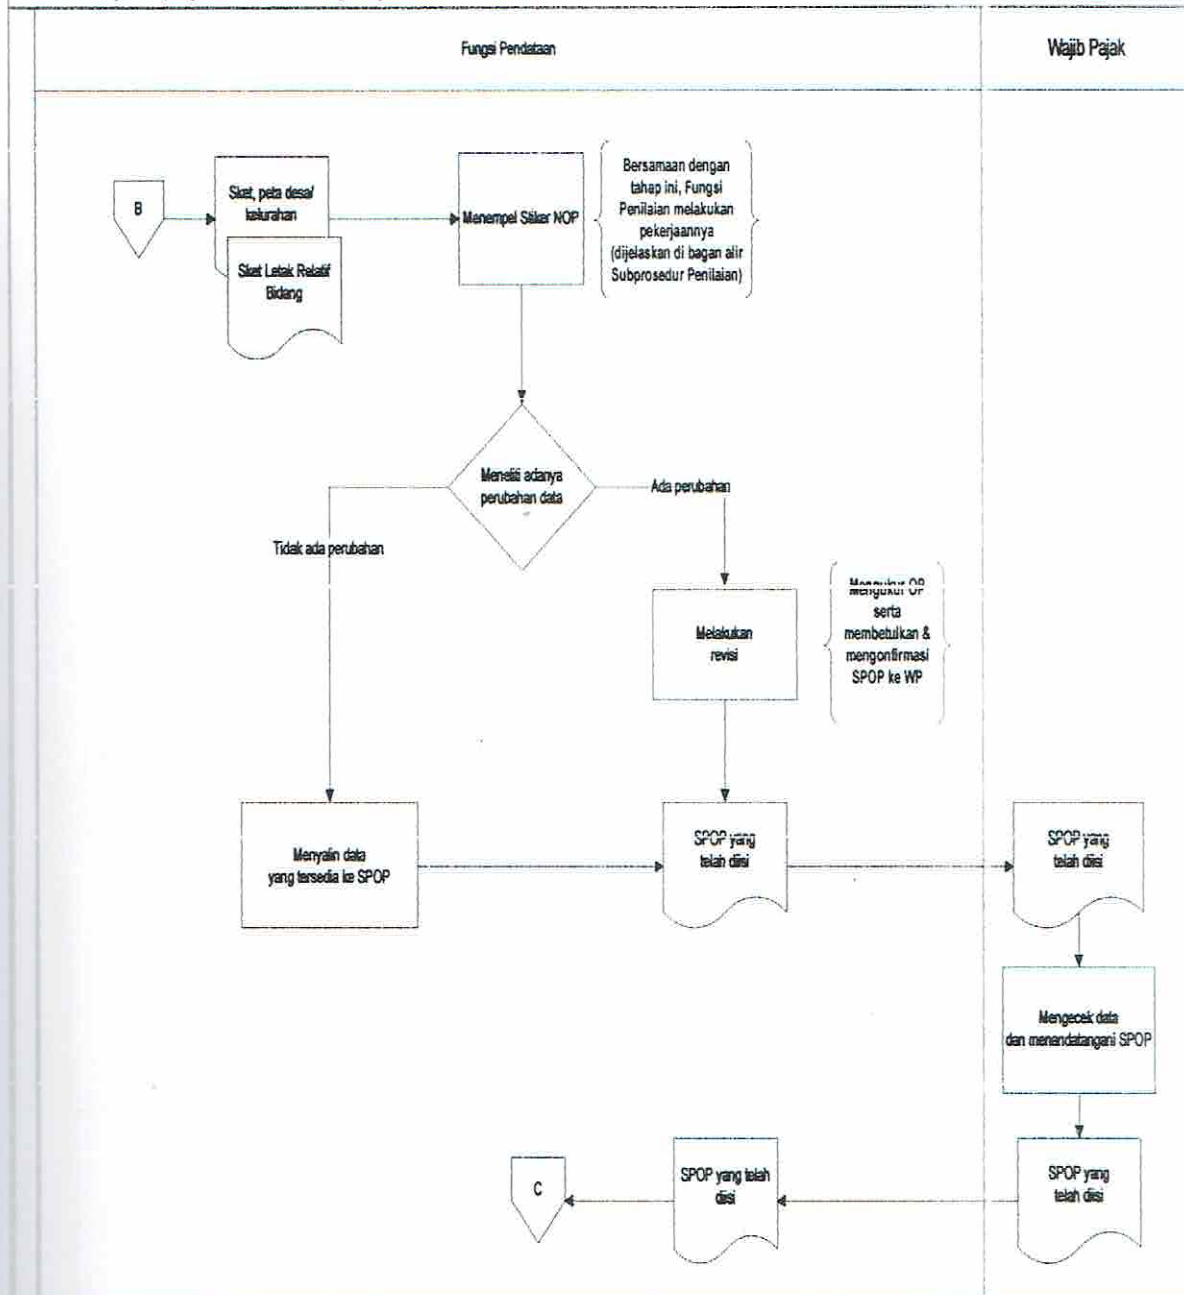 Fungsi Pendataan
Wajib Pajak
B
Sket, peta desa/
kelurahan
Sket Letak Relatif
Bidang
Menempel Stiker NOP
Bersamaan dengan
tahap ini, Fungsi
Penilaian melakukan
pekerjaannya
(dijelaskan di bagan alir
Subprosedur Penilaian)
Meneliti adanya
perubahan data
Ada perubahan
Tidak ada perubahan
Melakukan
revisi
Mengukur OP
serta
membetulkan &
mengonfirmasi
SPOP ke WP
Menyalin data
yang tersedia ke SPOP
SPOP yang
telah diisi
SPOP yang
telah diisi
Mengecek data
dan menandatangani SPOP
C
SPOP yang telah
diisi
SPOP yang
telah diisi